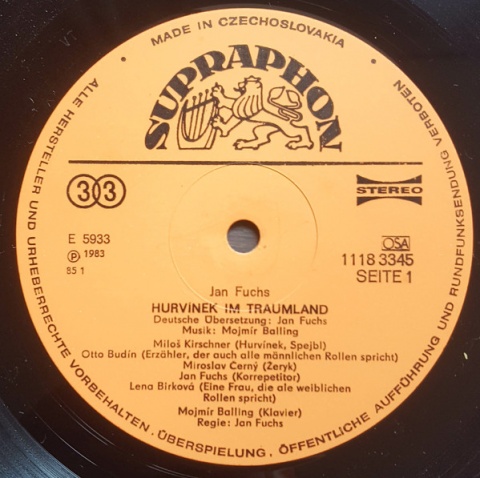 MADE IN CZECHOSLOVAKIA
ALLE HERSTELLER UND URHEBERRECHTE VORBEHALTEN. ÜBERSPIELUNG, ÖFFENTLICHE AUFFÜHRUNG UND RUNDFUNKSENDUNG VERBOTEN
SUPRAPHON
33
STEREO
E 5933
Ⓟ 1983
85 1
OSA
1118 3345
SEITE 1
Jan Fuchs
HURVÍNEK IM TRAUMLAND
Deutsche Übersetzung: Jan Fuchs
Musik: Mojmír Balling
Miloš Kirschner (Hurvínek, Spejbl)
Otto Budín (Erzähler, der auch alle männlichen Rollen spricht)
Miroslav Černý (Zeryk)
Jan Fuchs (Korrepetitor)
Lena Birková (Eine Frau, die ale weiblichen
Rollen spricht)
Mojmír Balling (Klavier)
Regie: Jan Fuchs